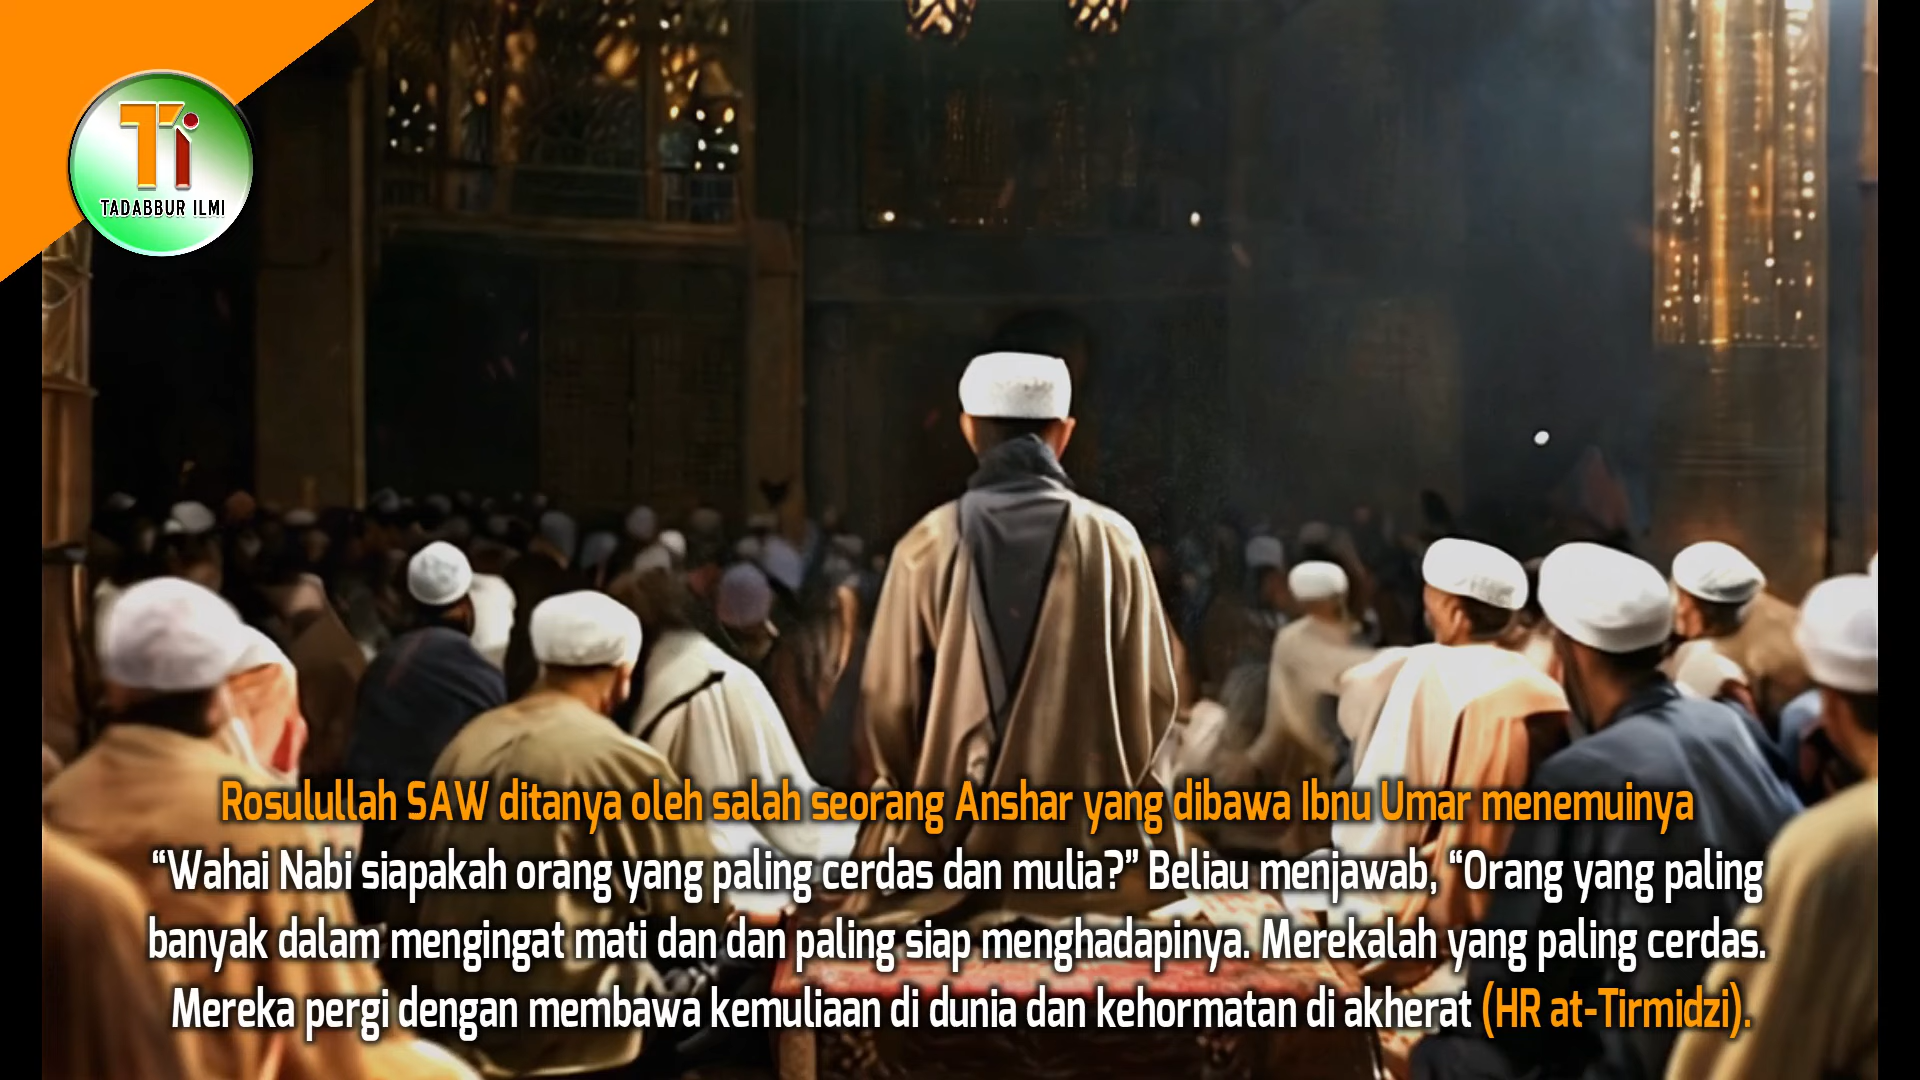 Ti
TADABBUR ILMI
Rosulullah SAW ditanya oleh salah seorang Anshar yang dibawa Ibnu Umar menemuinya
“Wahai Nabi siapakah orang yang paling cerdas dan mulia?” Beliau menjawab, “Orang yang paling
banyak dalam mengingat mati dan dan paling siap menghadapinya. Merekalah yang paling cerdas.
Mereka pergi dengan membawa kemuliaan di dunia dan kehormatan di akherat (HR at-Tirmidzi).